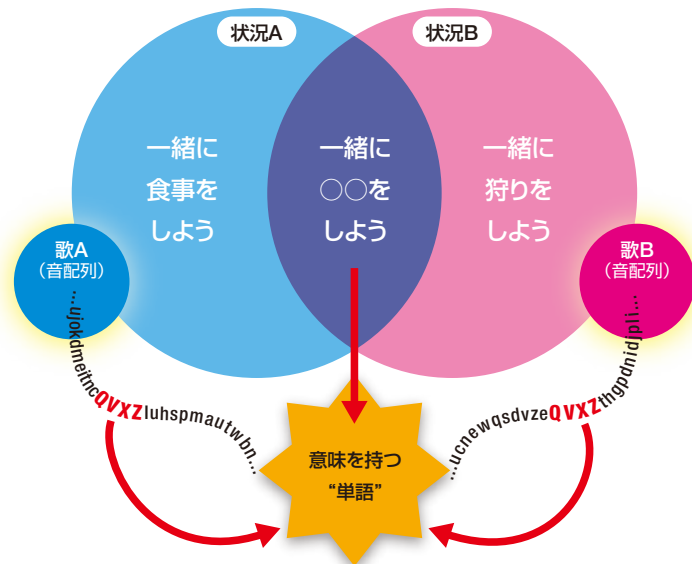 状況A
状況B
一緒に
食事を
しよう
一緒に
○○を
しよう
一緒に
狩りを
しよう
歌A
(音配列)
歌B
(音配列)
...ujokdmeitncQVXZluhspmautwbn...
...ucnewqsdvzeQVXZthgpdnidjplj...
意味を持つ
“単語”